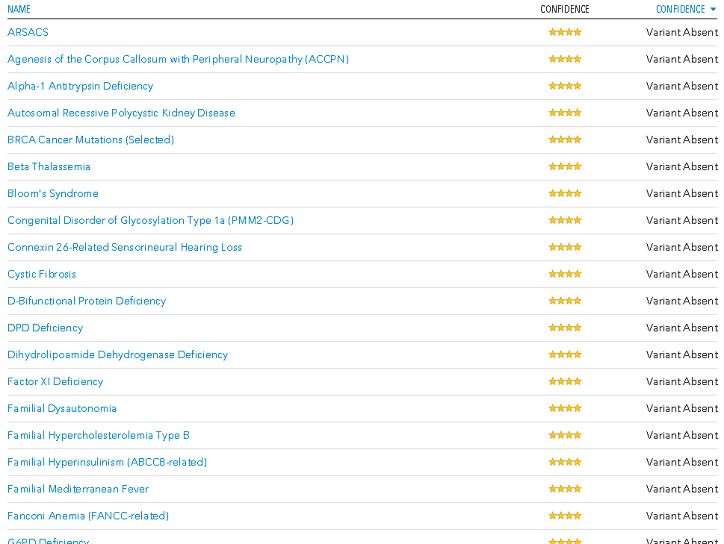 NAME CONFIDENCE CONFIDENCE
ARSACS Variant Absent
Agenesis of the Corpus Callosum with Peripheral Neuropathy (ACCPN) Variant Absent
Alpha-1 Antitrypsin Deficiency Variant Absent
Autosomal Recessive Polycystic Kidney Disease Variant Absent
BRCA Cancer Mutations (Selected) Variant Absent
Beta Thalassemia Variant Absent
Bloom's Syndrome Variant Absent
Congenital Disorder of Glycosylation Type 1a (PMM2-CDG) Variant Absent
Connexin 26-Related Sensorineural Hearing Loss Variant Absent
Cystic Fibrosis Variant Absent
D-Bifunctional Protein Deficiency Variant Absent
DPD Deficiency Variant Absent
Dihydrolipoamide Dehydrogenase Deficiency Variant Absent
Factor XI Deficiency Variant Absent
Familial Dysautonomia Variant Absent
Familial Hypercholesterolemia Type B Variant Absent
Familial Hyperinsulinism (ABCC8-related) Variant Absent
Familial Mediterranean Fever Variant Absent
Fanconi Anemia (FANCC-related) Variant Absent
G6PD Deficiency Variant Absent